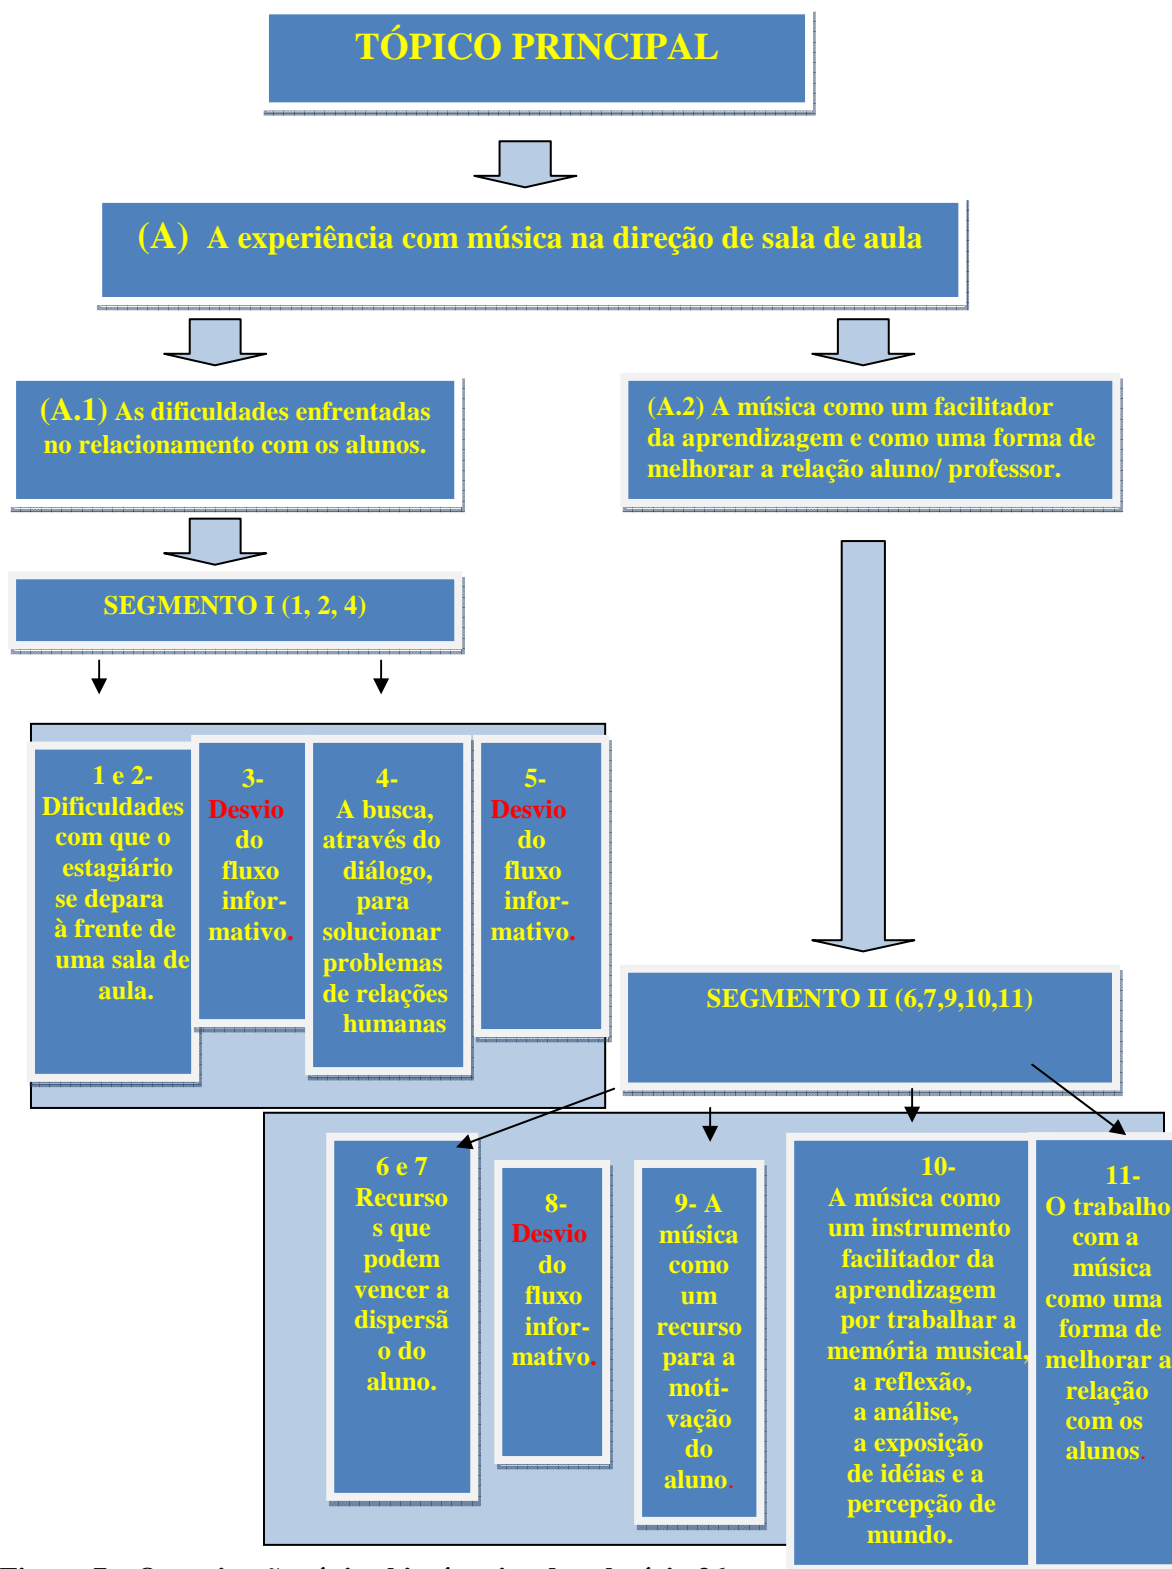 TÓPICO PRINCIPAL
(A) A experiência com música na direção de sala de aula
(A.1) As dificuldades enfrentadas
no relacionamento com os alunos.
(A.2) A música como um facilitador
da aprendizagem e como uma forma de
melhorar a relação aluno/ professor.
SEGMENTO I (1, 2, 4)
1 e 2-
Dificuldades
com que o
estagiário
se depara
à frente de
uma sala de
aula.
3-
Desvio
do
fluxo
infor-
mativo.
4-
A busca,
através do
diálogo,
para
solucionar
problemas
de relações
humanas
5-
Desvio
do
fluxo
infor-
mativo.
SEGMENTO II (6,7,9,10,11)
6 e 7
Recurso
s que
podem
vencer a
dispersã
o do
aluno.
8-
Desvio
do
fluxo
infor-
mativo.
9- A
música
como
um
recurso
para a
moti-
vação
do
aluno.
10-
A música como
um instrumento
facilitador da
aprendizagem
por trabalhar a
memória musical,
a reflexão,
a análise,
a exposição
de idéias e a
percepção de
mundo.
11-
O trabalho
com a
música
como uma
forma de
melhorar a
relação
com os
alunos.